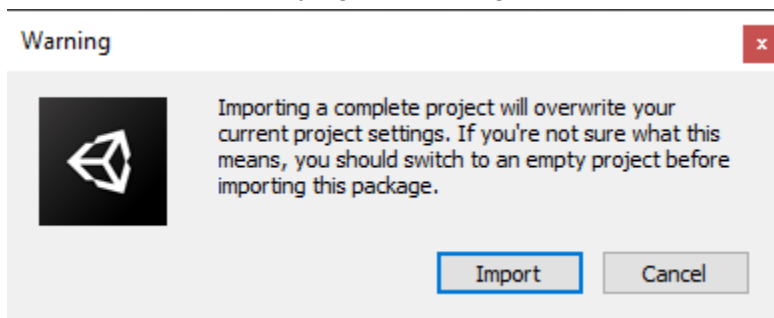 Warning
x
Importing a complete project will overwrite your
current project settings. If you're not sure what this
means, you should switch to an empty project before
importing this package.
Import Cancel